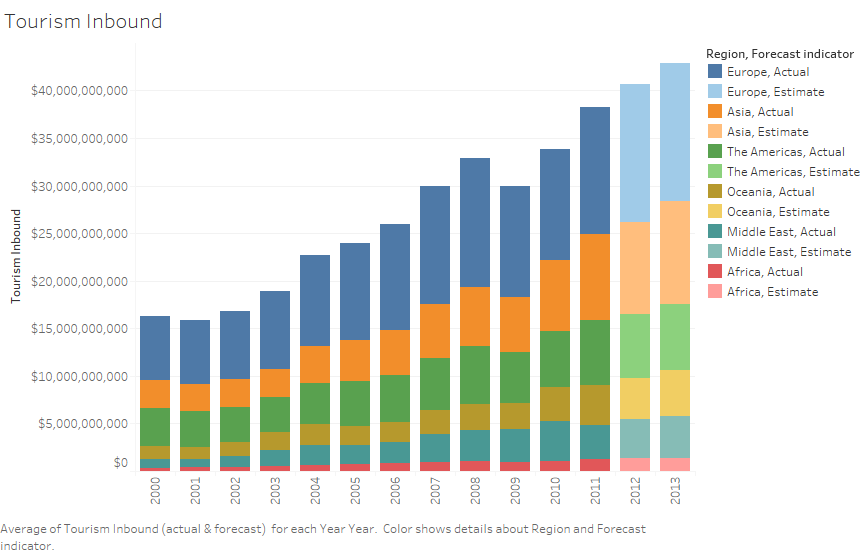 Tourism Inbound
Region, Forecast indicator
Europe, Actual
Europe, Estimate
Asia, Actual
Asia, Estimate
The Americas, Actual
The Americas, Estimate
Oceania, Actual
Oceania, Estimate
Middle East, Actual
Middle East, Estimate
Africa, Actual
Africa, Estimate
Tourism Inbound
$40,000,000,000
$35,000,000,000
$30,000,000,000
$25,000,000,000
$20,000,000,000
$15,000,000,000
$10,000,000,000
$5,000,000,000
$0
2000
2001
2002
2003
2004
2005
2006
2007
2008
2009
2010
2011
2012
2013
Average of Tourism Inbound (actual & forecast) for each Year Year. Color shows details about Region and Forecast
indicator.